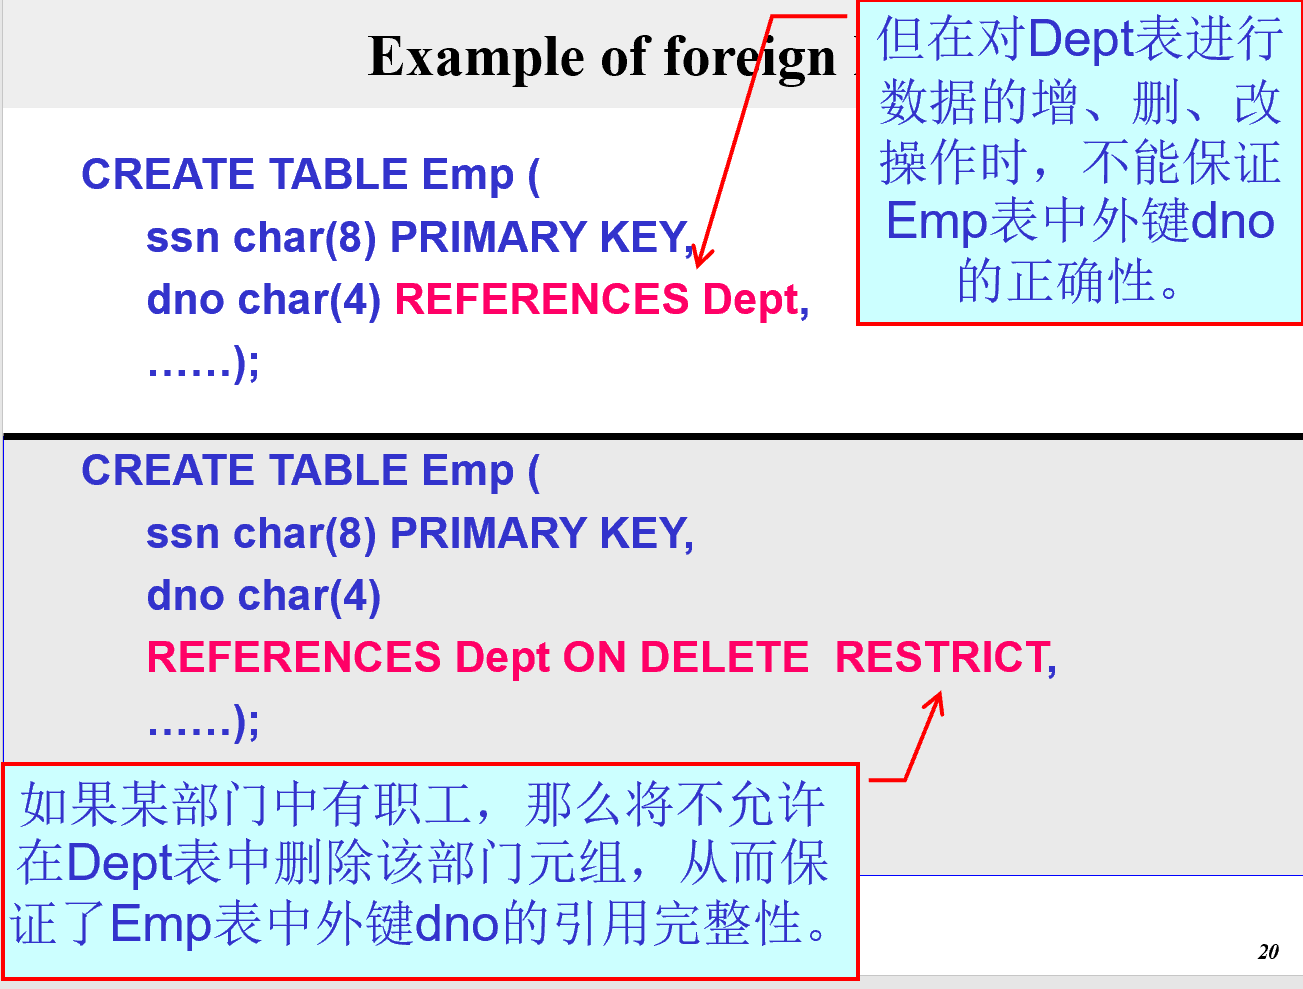 Example of foreign
但在对Dept表进行
数据的增、删、改
操作时，不能保证
Emp表中外键dno
的正确性。
CREATE TABLE Emp (
ssn char(8) PRIMARY KEY,
dno char(4) REFERENCES Dept,
……);
CREATE TABLE Emp (
ssn char(8) PRIMARY KEY,
dno char(4)
REFERENCES Dept ON DELETE RESTRICT,
……);
如果某部门中有职工，那么将不允许
在Dept表中删除该部门元组，从而保
证了Emp表中外键dno的引用完整性。
20